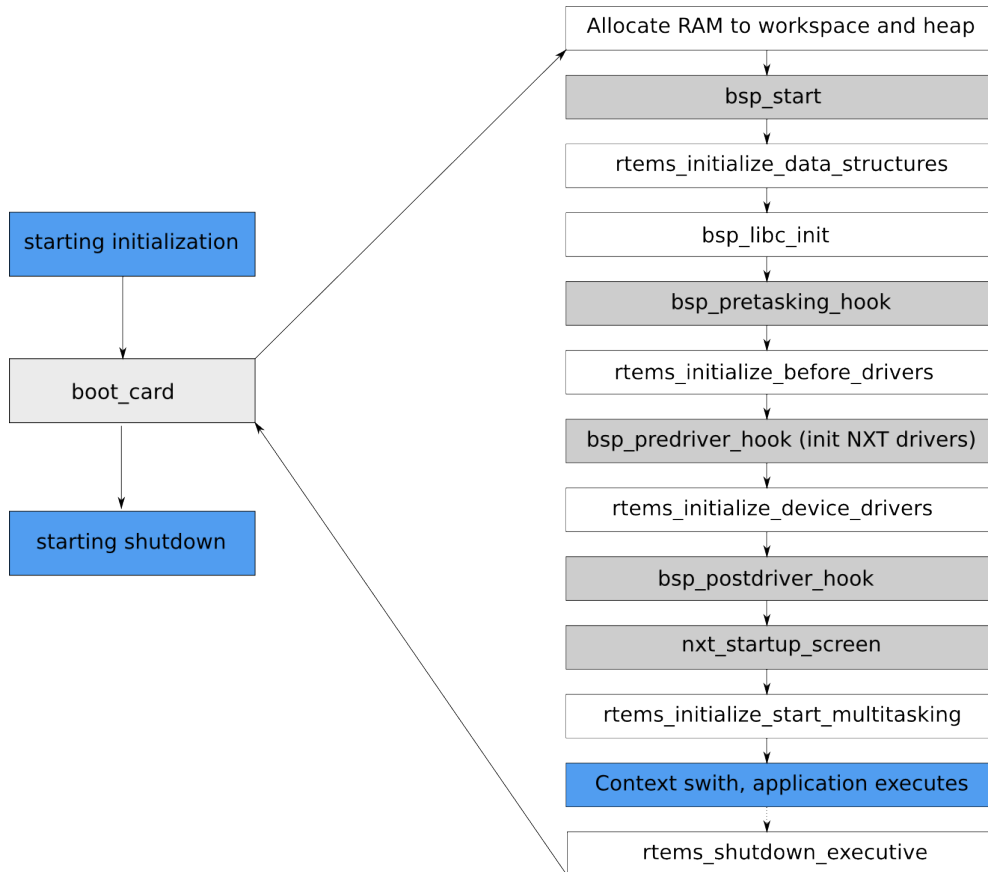 starting initialization
boot_card
starting shutdown
Allocate RAM to workspace and heap
bsp_start
rtems_initialize_data_structures
bsp_libc_init
bsp_pretasking_hook
rtems_initialize_before_drivers
bsp_predriver_hook (init NXT drivers)
rtems_initialize_device_drivers
bsp_postdriver_hook
nxt_startup_screen
rtems_initialize_start_multitasking
Context swith, application executes
rtems_shutdown_executive